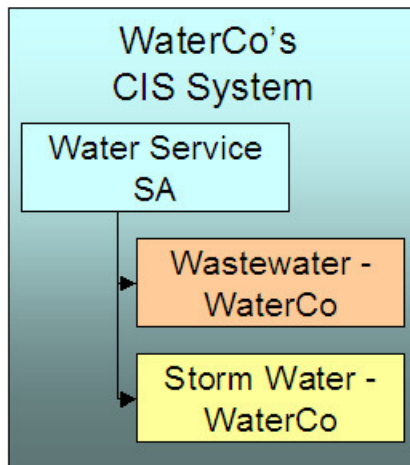 WaterCo’s
CIS System
Water Service
SA
Wastewater -
WaterCo
Storm Water -
WaterCo